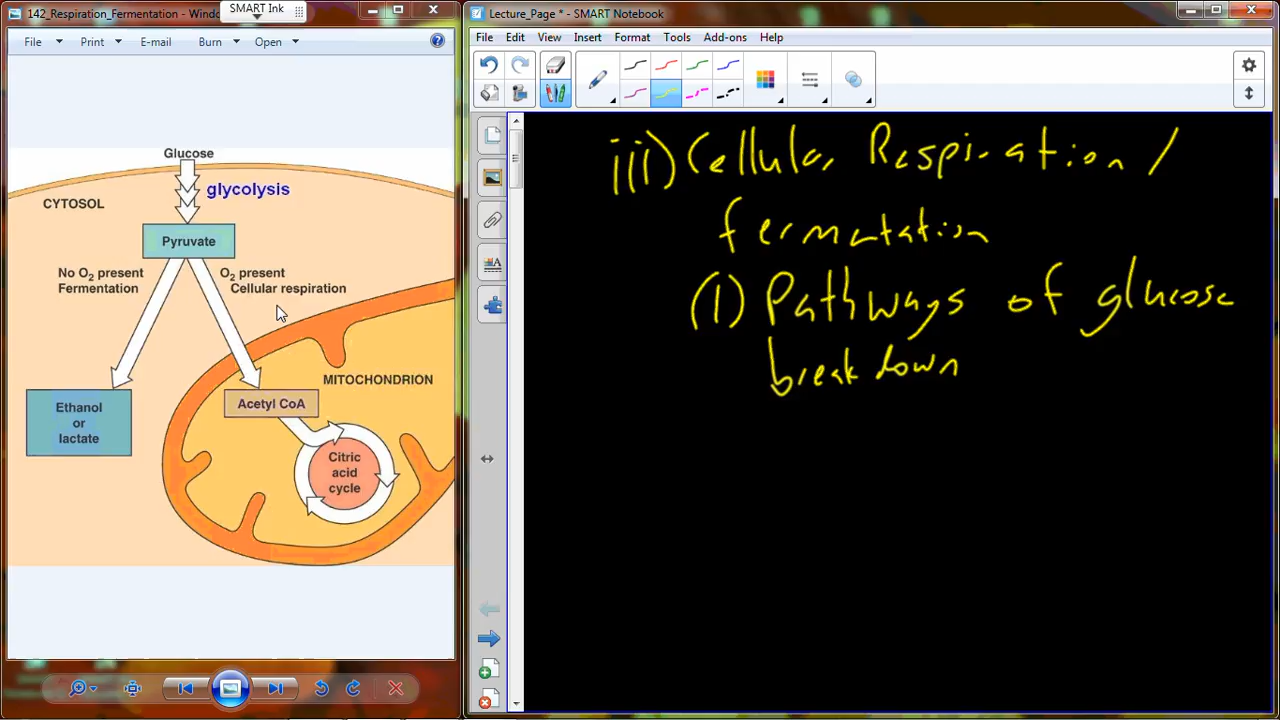 142_Respiration_Fermentation - Windo
SMART Ink
File Print E-mail Burn Open
Glucose
glycolysis
CYTOSOL
Pyruvate
No O₂ present
Fermentation
O₂ present
Cellular respiration
MITOCHONDRION
Ethanol
or
lactate
Acetyl CoA
Citric
acid
cycle
Lecture_Page * - SMART Notebook
File Edit View Insert Format Tools Add-ons Help
iii) Cellular Respiration /
fermentation
(1) Pathways of glucose
breakdown